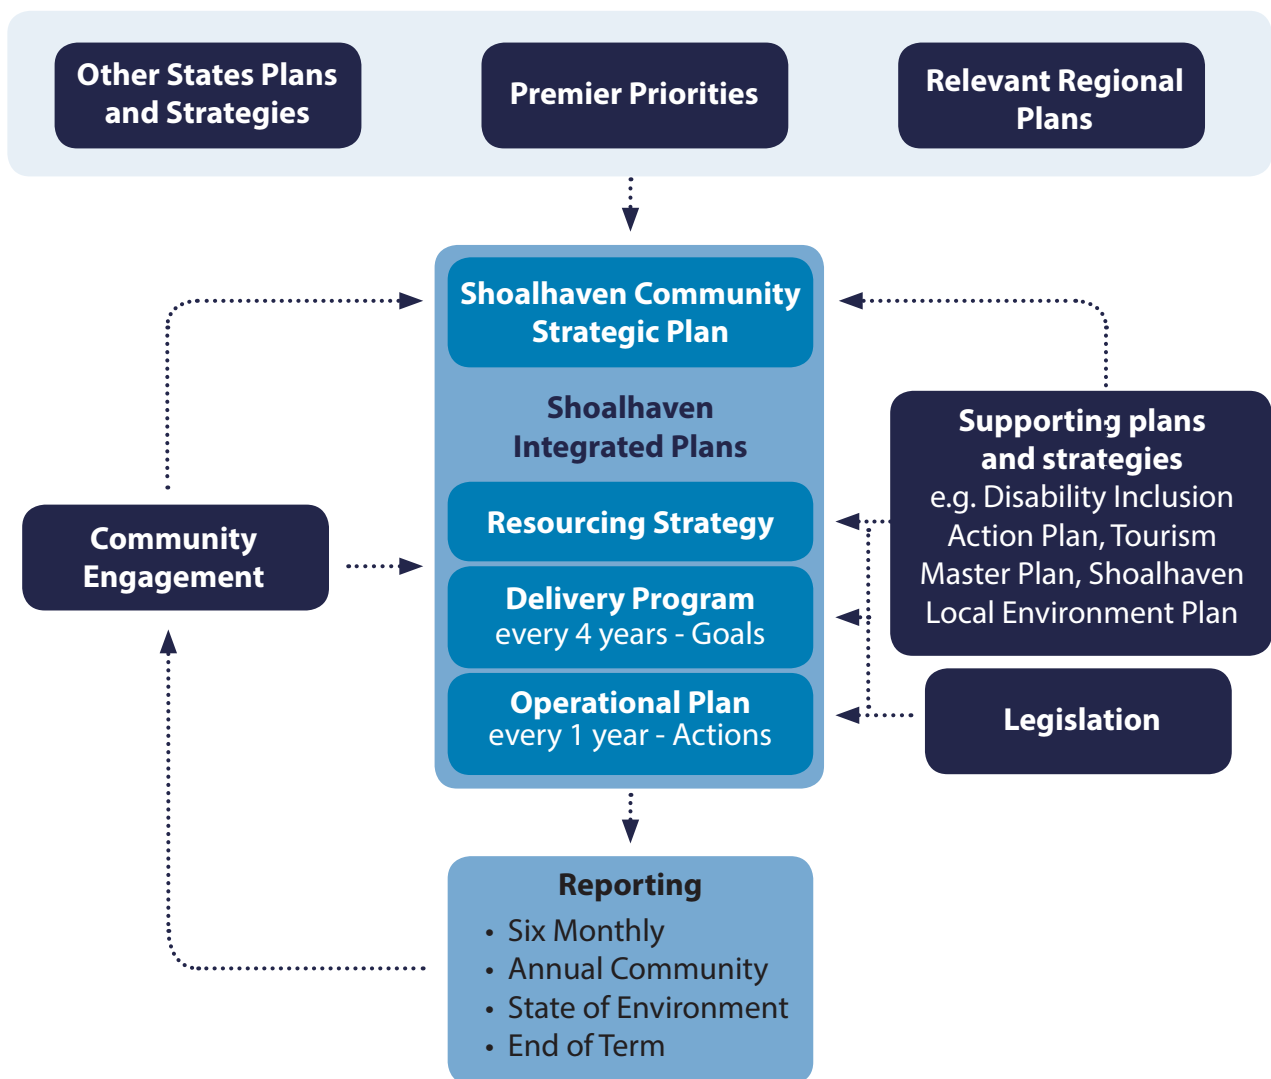 Other States Plans
and Strategies
Premier Priorities
Relevant Regional
Plans
Shoalhaven Community
Strategic Plan
Shoalhaven
Integrated Plans
Resourcing Strategy
Delivery Program
every 4 years - Goals
Operational Plan
every 1 year - Actions
Community
Engagement
Supporting plans
and strategies
e.g. Disability Inclusion
Action Plan, Tourism
Master Plan, Shoalhaven
Local Environment Plan
Legislation
Reporting
• Six Monthly
• Annual Community
• State of Environment
• End of Term